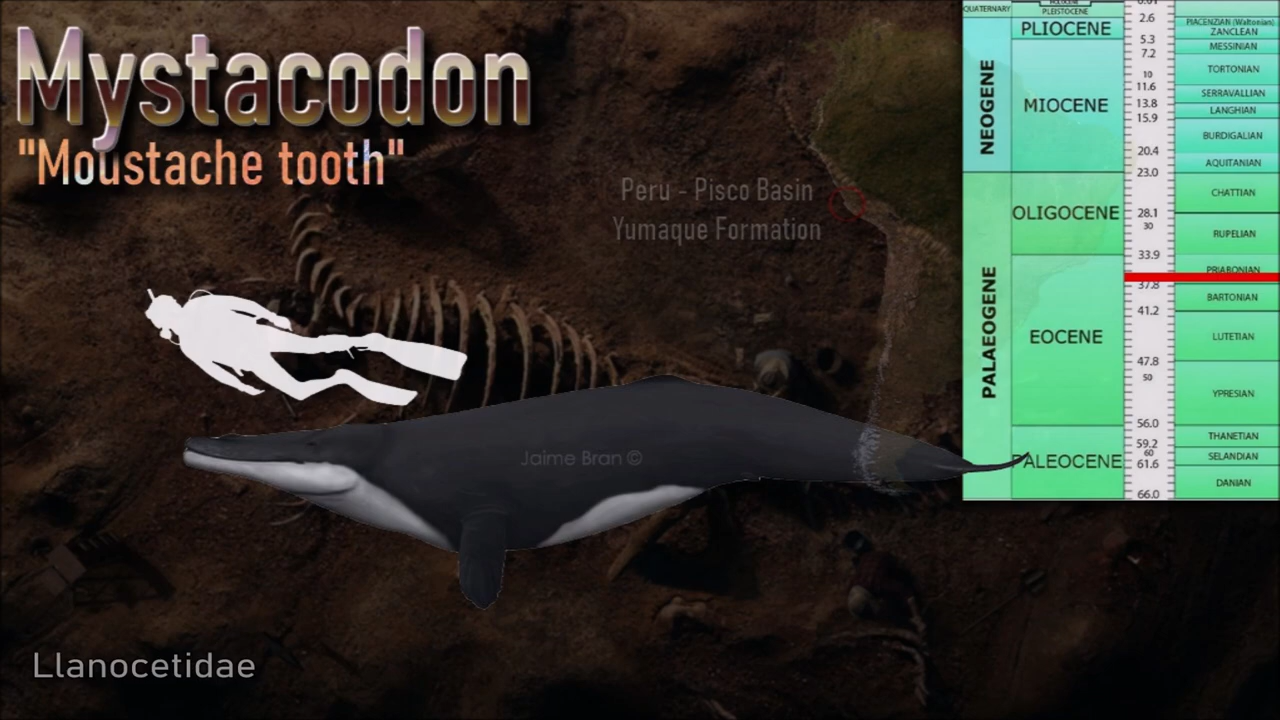 Mystacodon
"Moustache tooth"
Peru - Pisco Basin
Yumaque Formation
Jaime Bran ©
Llanocetidae
QUATERNARY
PLEISTOCENE
NEOGENE
PLIOCENE
MIOCENE
PALAEOGENE
OLIGOCENE
EOCENE
PALEOCENE
2.6
5.3
7.2
10
11.6
13.8
15.9
20.4
23.0
28.1
30
33.9
37.8
41.2
47.8
50
56.0
59.2
60
61.6
66.0
PIACENZIAN (Waltonian)
ZANCLEAN
MESSINIAN
TORTONIAN
SERRAVALLIAN
LANGHIAN
BURDIGALIAN
AQUITANIAN
CHATTIAN
RUPELIAN
PRIABONIAN
BARTONIAN
LUTETIAN
YPRESIAN
THANETIAN
SELANDIAN
DANIAN